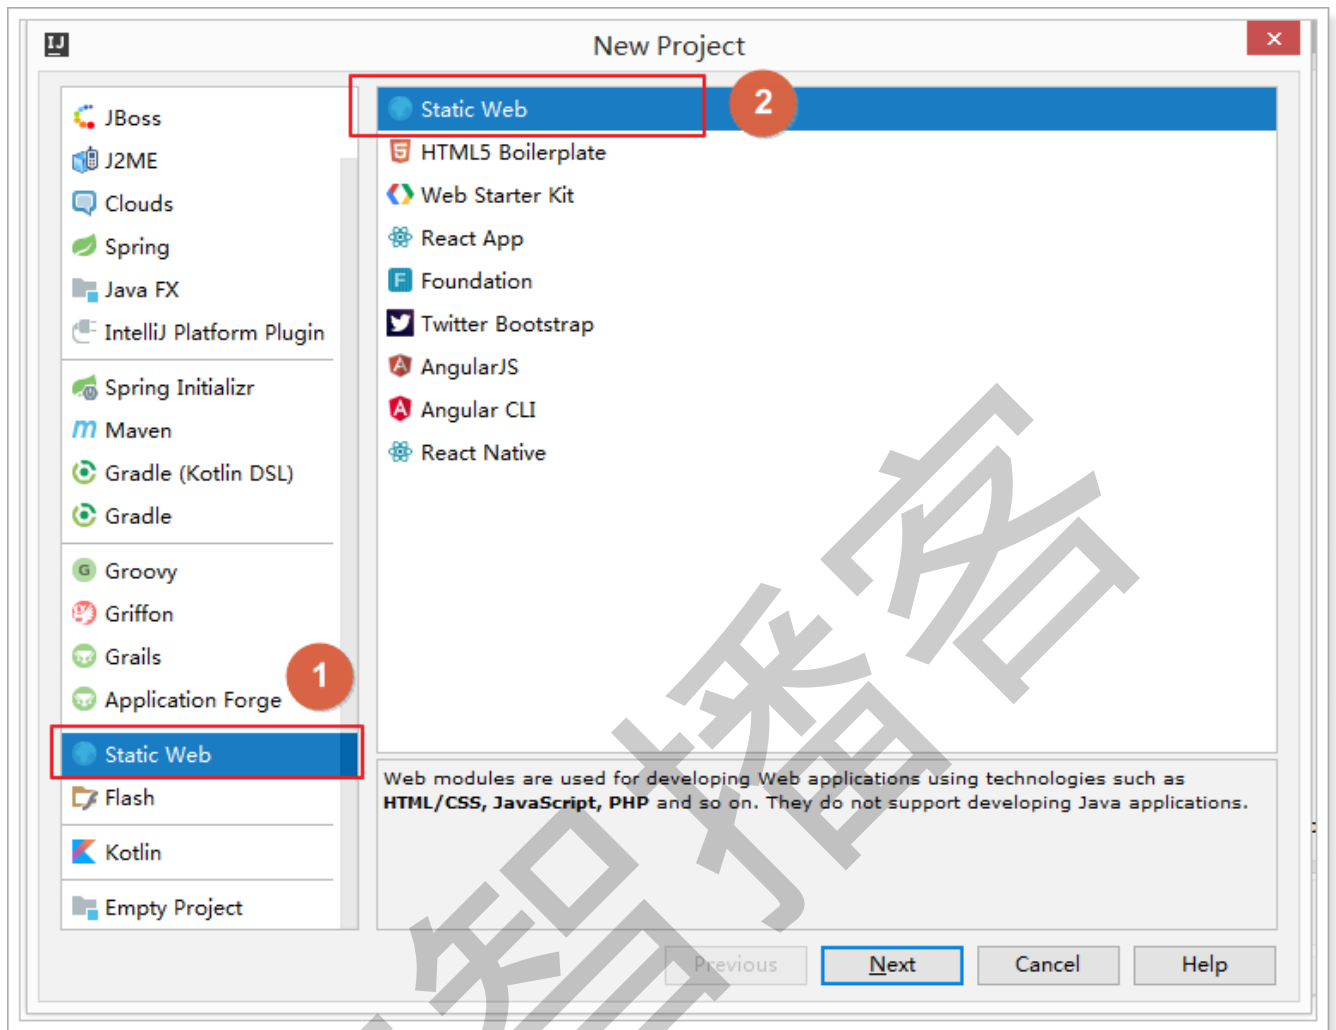 New Project
JBoss
J2ME
Clouds
Spring
Java FX
IntelliJ Platform Plugin
Spring Initializr
Maven
Gradle (Kotlin DSL)
Gradle
Groovy
Griffon
Grails
Application Forge
1
Static Web
Flash
Kotlin
Empty Project
Static Web
2
HTML5 Boilerplate
Web Starter Kit
React App
Foundation
Twitter Bootstrap
AngularJS
Angular CLI
React Native
Web modules are used for developing Web applications using technologies such as
HTML/CSS, JavaScript, PHP and so on. They do not support developing Java applications.
Previous
Next
Cancel
Help
智播客